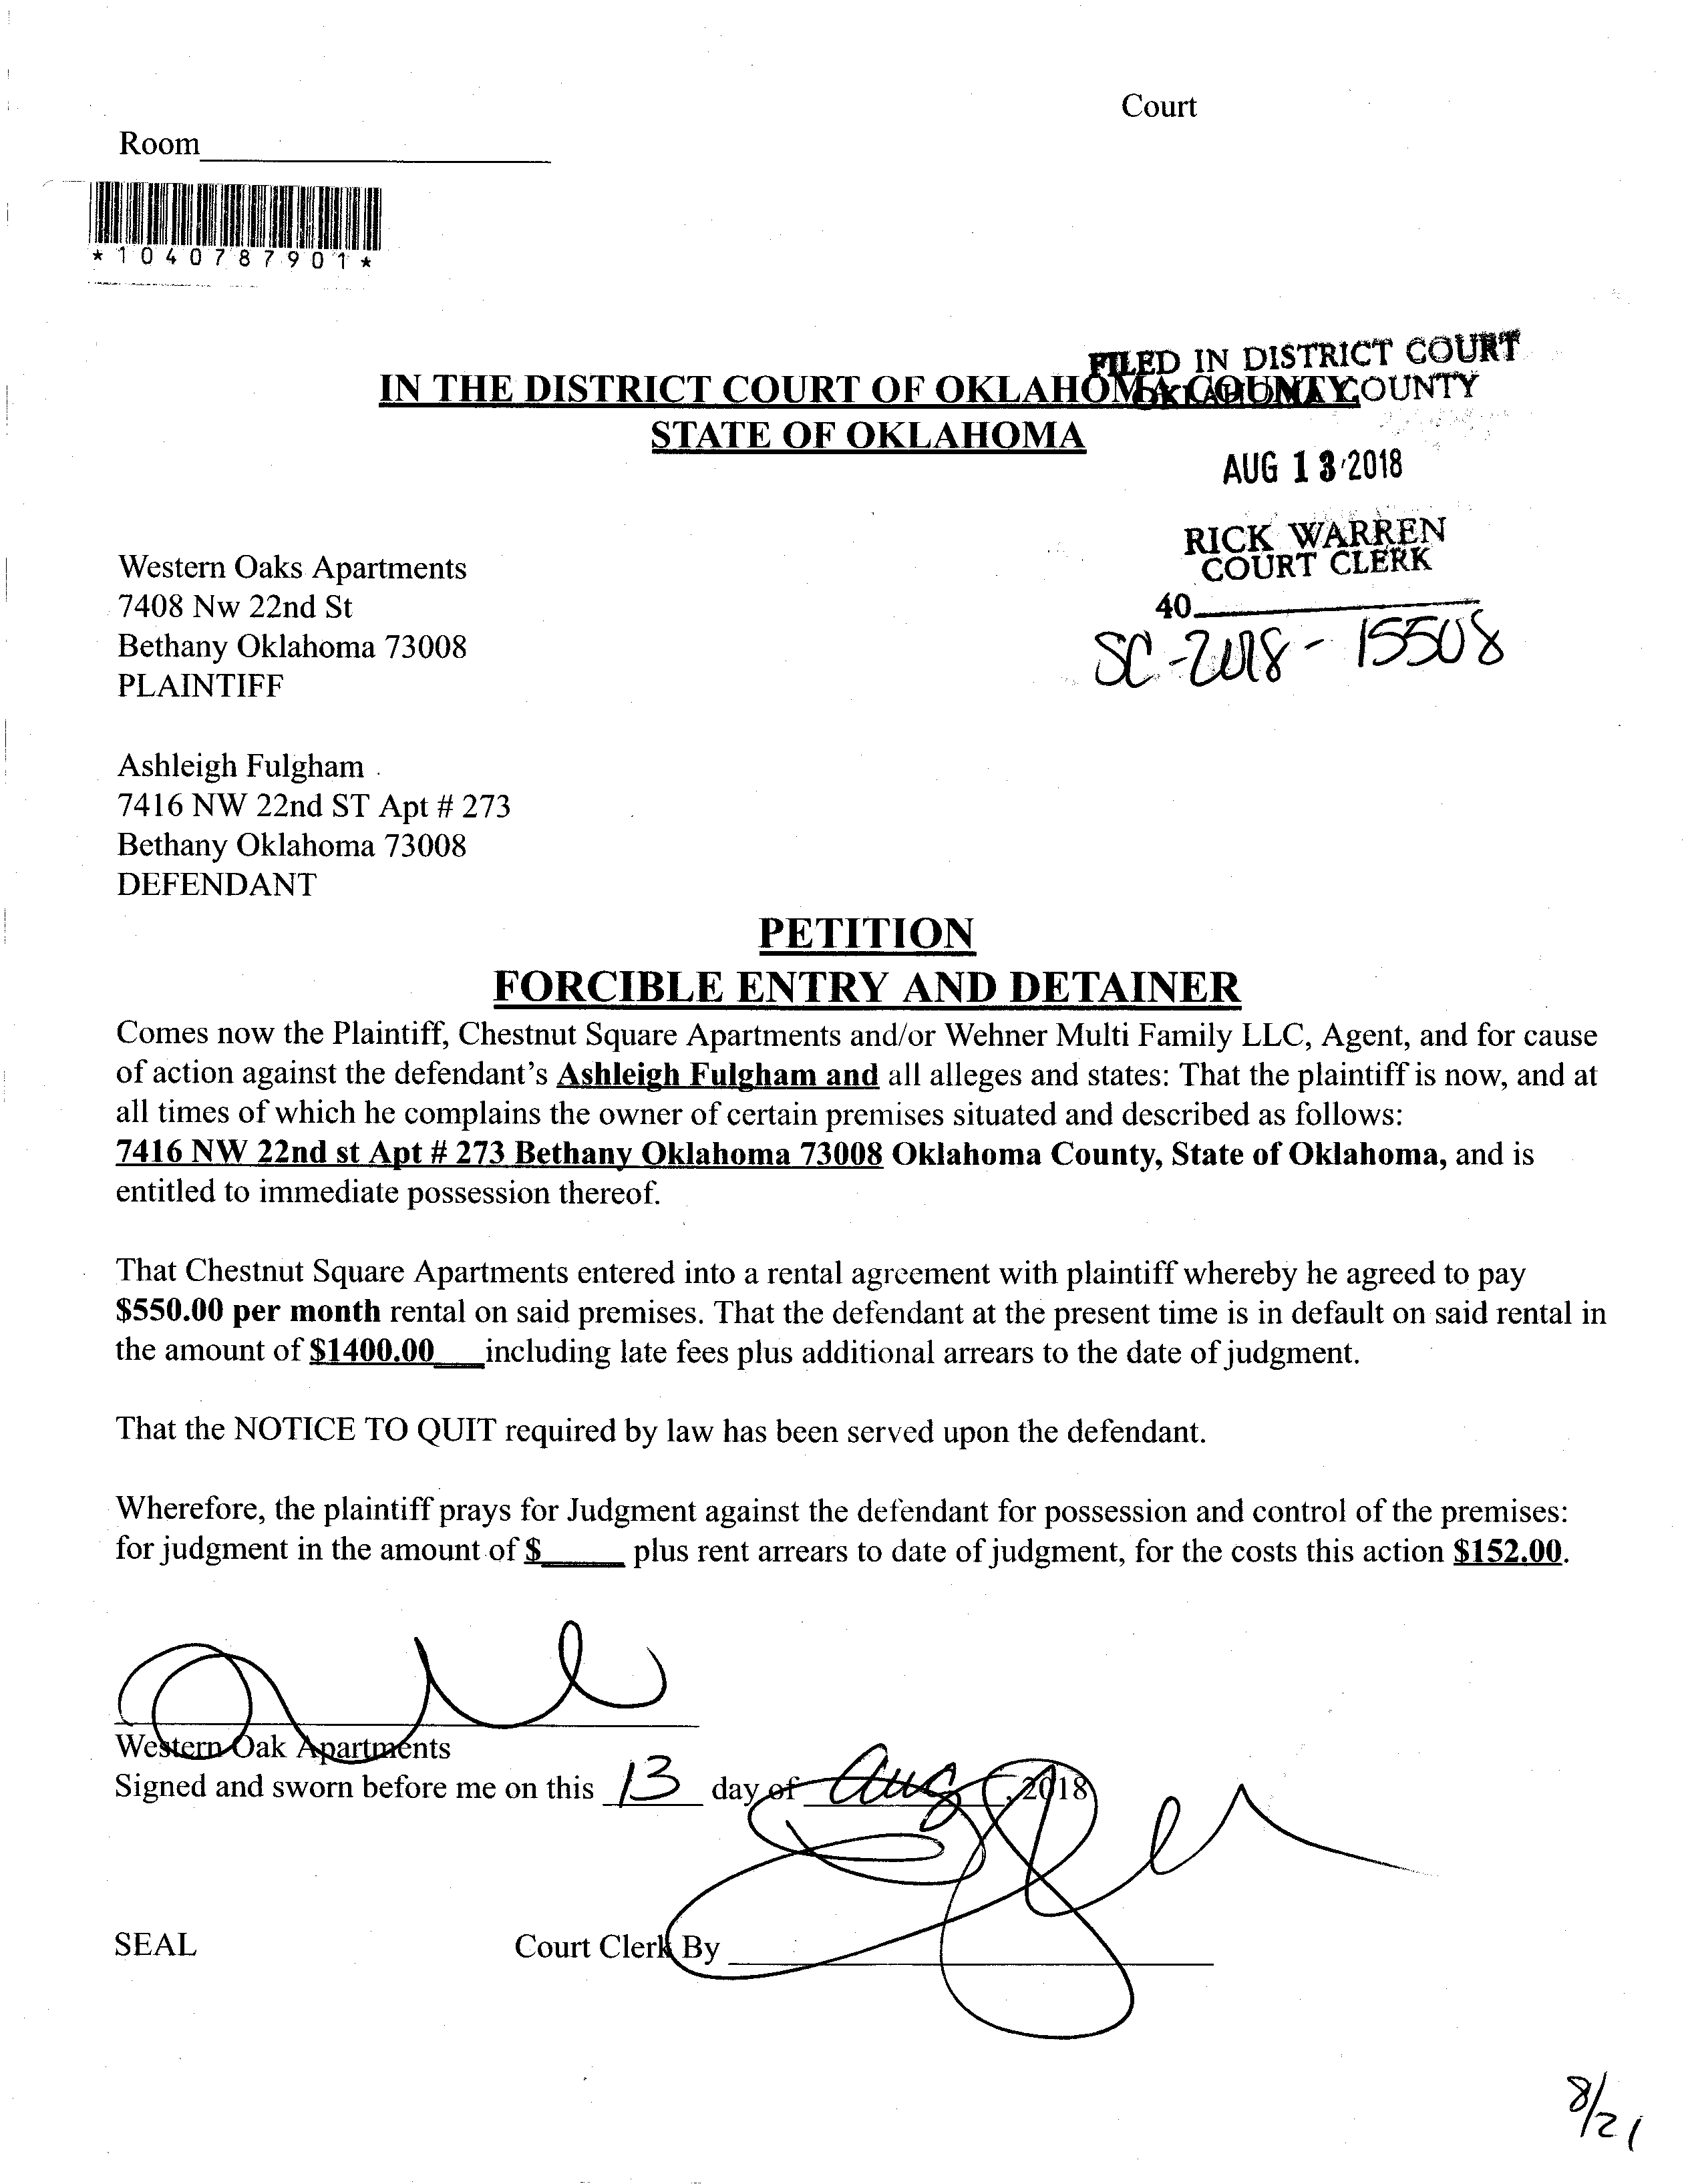 Court
Room
*1040787901*
FILED IN DISTRICT COURT
OKLAHOMA COUNTY
IN THE DISTRICT COURT OF OKLAHOMA COUNTY
STATE OF OKLAHOMA
AUG 13 2018
RICK WARREN
COURT CLERK
40
SC-2018-15508
Western Oaks Apartments
7408 Nw 22nd St
Bethany Oklahoma 73008
PLAINTIFF
Ashleigh Fulgham
7416 NW 22nd ST Apt # 273
Bethany Oklahoma 73008
DEFENDANT
PETITION
FORCIBLE ENTRY AND DETAINER
Comes now the Plaintiff, Chestnut Square Apartments and/or Wehner Multi Family LLC, Agent, and for cause
of action against the defendant's Ashleigh Fulgham and all alleges and states: That the plaintiff is now, and at
all times of which he complains the owner of certain premises situated and described as follows:
7416 NW 22nd st Apt # 273 Bethany Oklahoma 73008 Oklahoma County, State of Oklahoma, and is
entitled to immediate possession thereof.
That Chestnut Square Apartments entered into a rental agreement with plaintiff whereby he agreed to pay
$550.00 per month rental on said premises. That the defendant at the present time is in default on said rental in
the amount of $1400.00___including late fees plus additional arrears to the date of judgment.
That the NOTICE TO QUIT required by law has been served upon the defendant.
Wherefore, the plaintiff prays for Judgment against the defendant for possession and control of the premises:
for judgment in the amount of $_____ plus rent arrears to date of judgment, for the costs this action $152.00.
Western Oak Apartments
Signed and sworn before me on this 13 day of Aug, 2018
SEAL
Court Clerk By
8/21